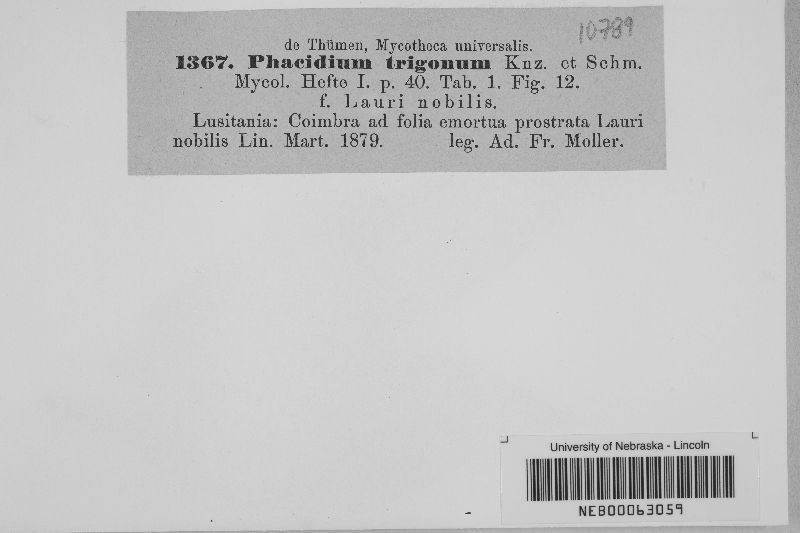 10789
de Thümen, Mycotheca universalis.
1367. Phacidium trigonum Knz. et Schm.
Mycol. Hefte I. p. 40. Tab. 1. Fig. 12.
f. Lauri nobilis.
Lusitania: Coimbra ad folia emortua prostrata Lauri
nobilis Lin. Mart. 1879. leg. Ad. Fr. Moller.
University of Nebraska - Lincoln
NEB00063059